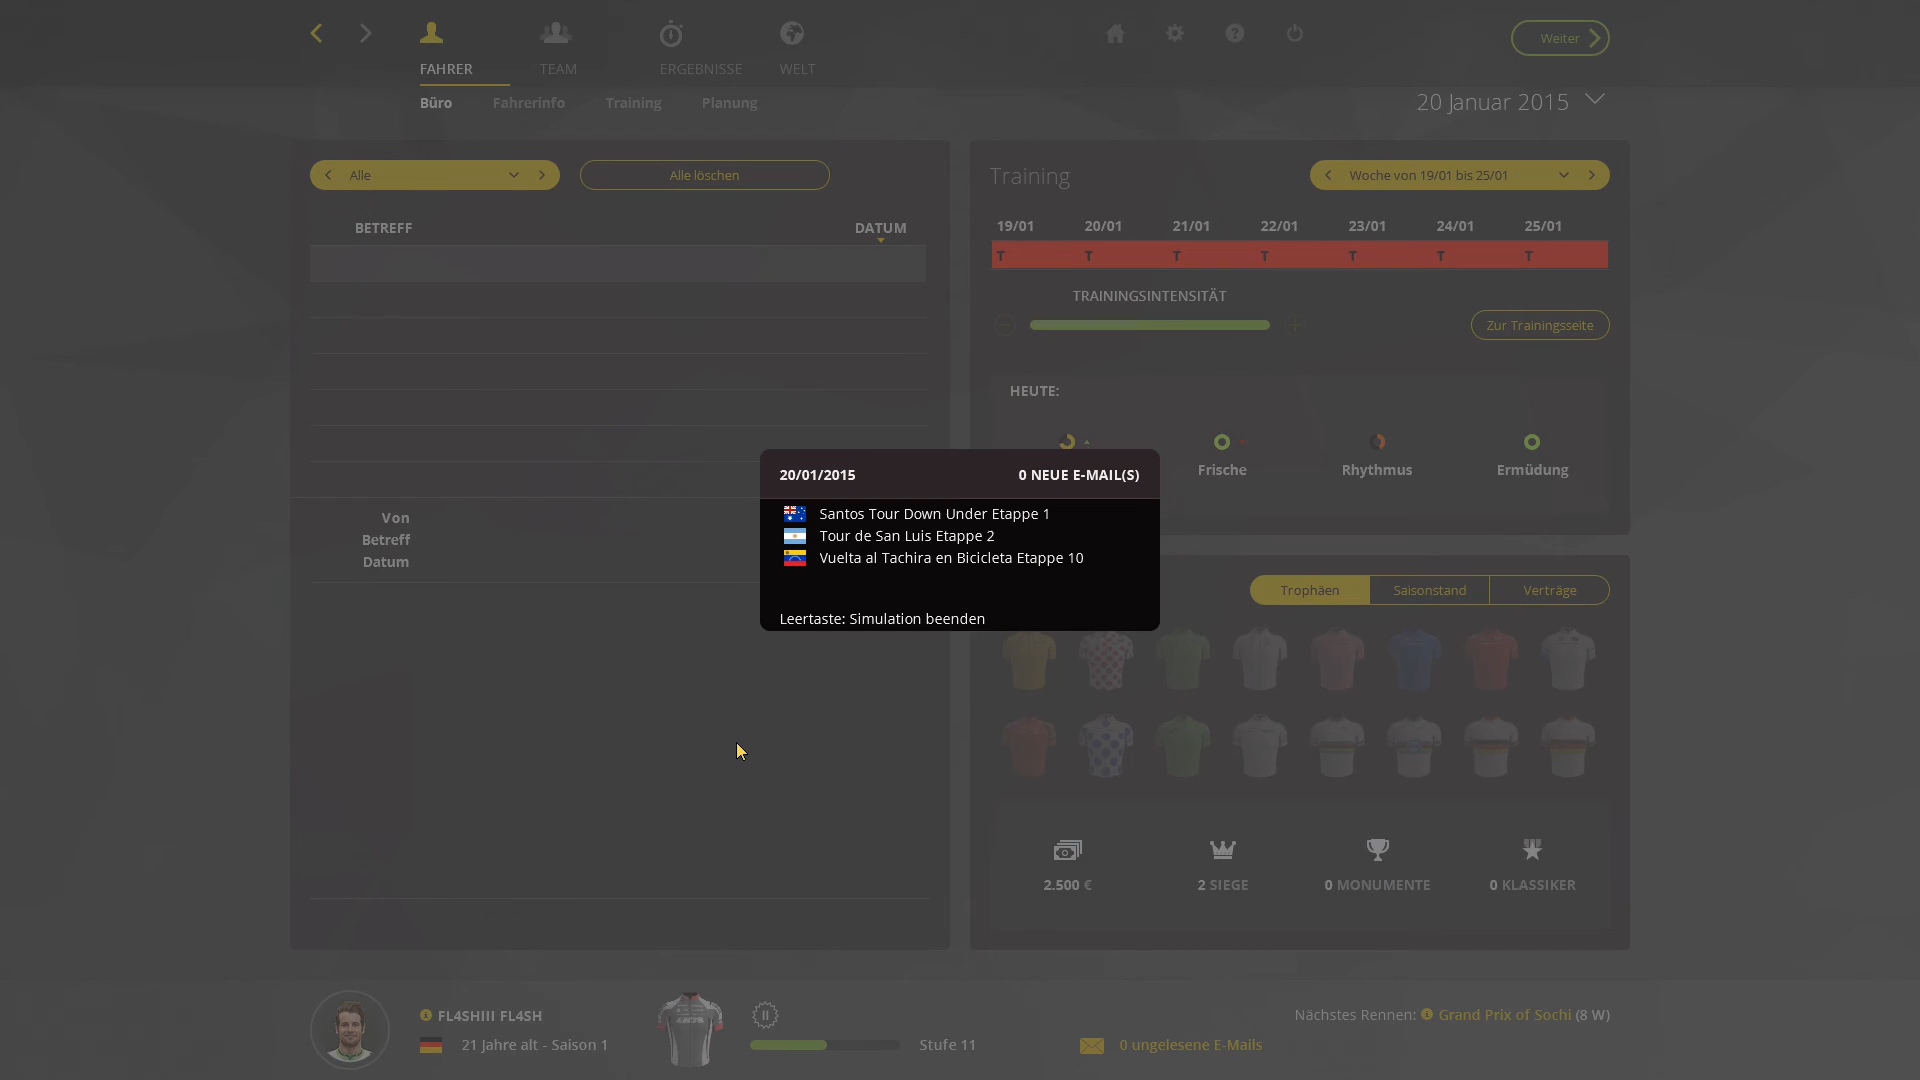 FAHRER
TEAM
ERGEBNISSE
WELT
Weiter
Büro
Fahrerinfo
Training
Planung
20 Januar 2015
Alle
Alle löschen
BETREFF
DATUM
Training
Woche von 19/01 bis 25/01
19/01 20/01 21/01 22/01 23/01 24/01 25/01
T T T T T T T
TRAININGSINTENSITÄT
Zur Trainingsseite
HEUTE:
Frische
Rhythmus
Ermüdung
20/01/2015
0 NEUE E-MAIL(S)
Santos Tour Down Under Etappe 1
Tour de San Luis Etappe 2
Vuelta al Tachira en Bicicleta Etappe 10
Leertaste: Simulation beenden
Von
Betreff
Datum
Trophäen
Saisonstand
Verträge
2.500 €
2 SIEGE
0 MONUMENTE
0 KLASSIKER
FL4SHIII FL4SH
21 Jahre alt - Saison 1
Stufe 11
Nächstes Rennen: Grand Prix of Sochi (8 W)
0 ungelesene E-Mails